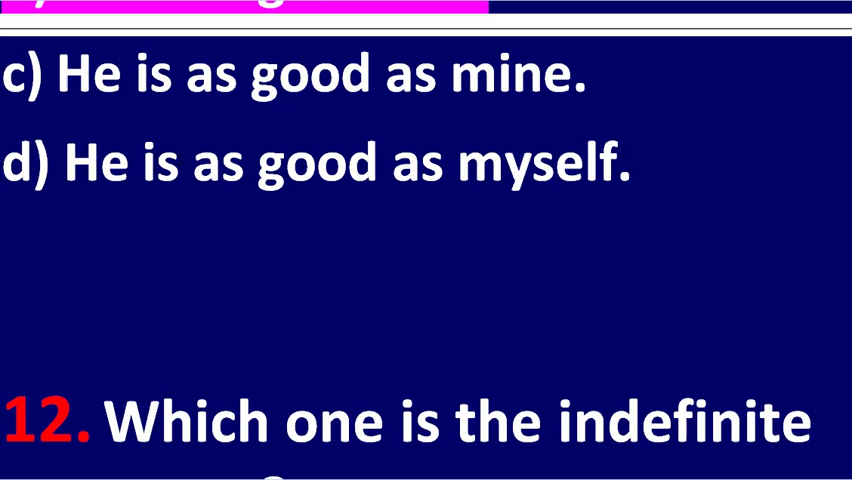 c) He is as good as mine.
d) He is as good as myself.
12. Which one is the indefinite